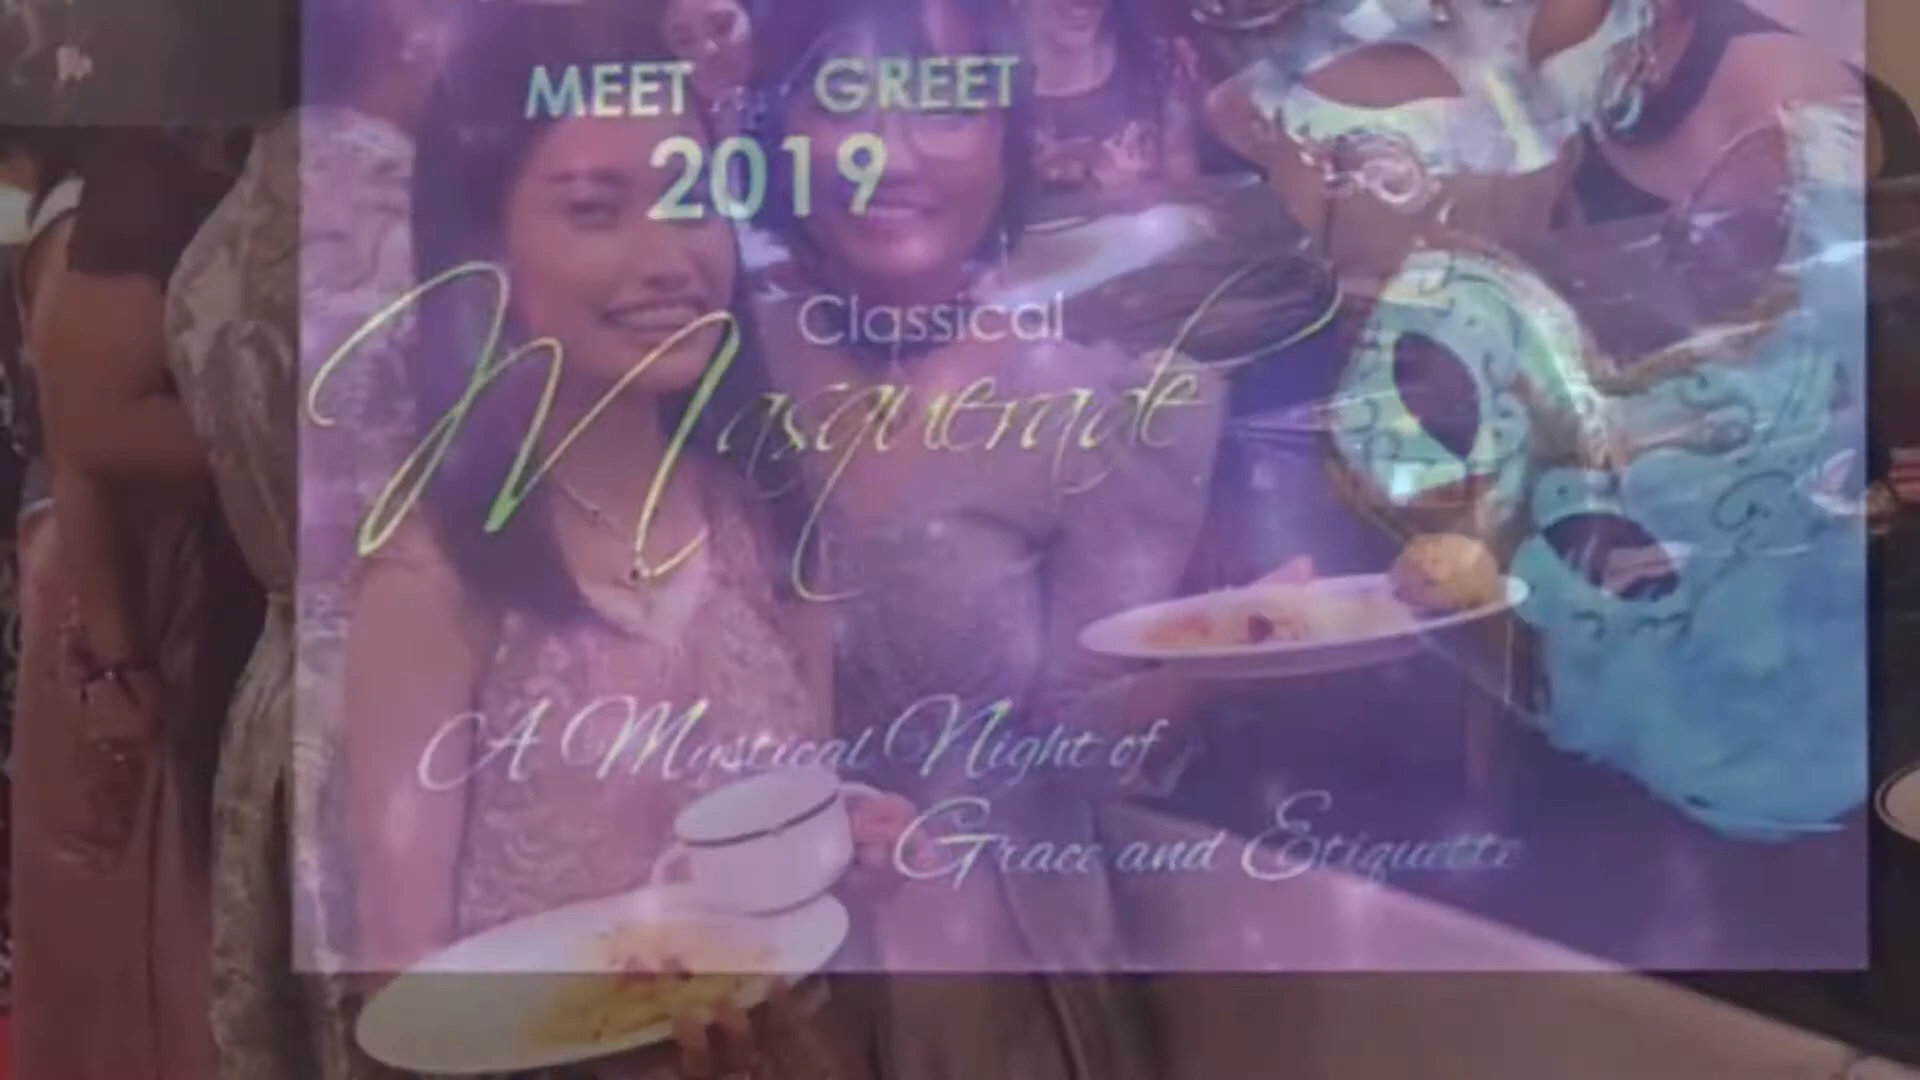 MEET GREET
2019
Classical
Masquerade
A Mystical Night of
Grace and Etiquette